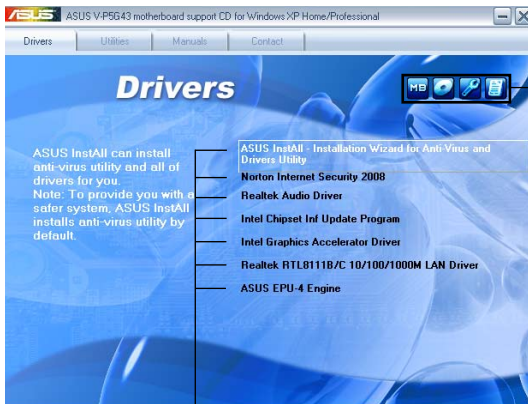 ASUS ASUS V-P5G43 motherboard support CD for Windows XP Home/Professional
Drivers Utilities Manuals Contact
Drivers
MB
ASUS InstAll can install
anti-virus utility and all of
drivers for you.
Note: To provide you with a
safer system, ASUS InstAll
installs anti-virus utility by
default.
ASUS InstAll - Installation Wizard for Anti-Virus and
Drivers Utility
Norton Internet Security 2008
Realtek Audio Driver
Intel Chipset Inf Update Program
Intel Graphics Accelerator Driver
Realtek RTL8111B/C 10/100/1000M LAN Driver
ASUS EPU-4 Engine